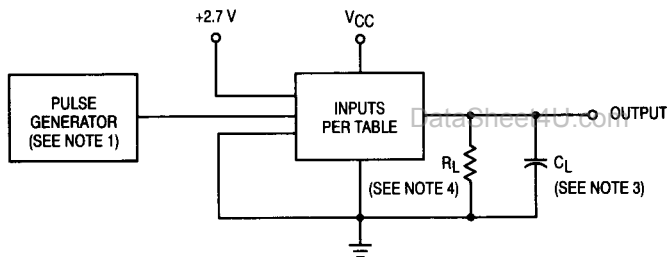 +2.7 V
VCC
PULSE
GENERATOR
(SEE NOTE 1)
INPUTS
PER TABLE
DataSheet4U.com
OUTPUT
RL
(SEE NOTE 4)
CL
(SEE NOTE 3)